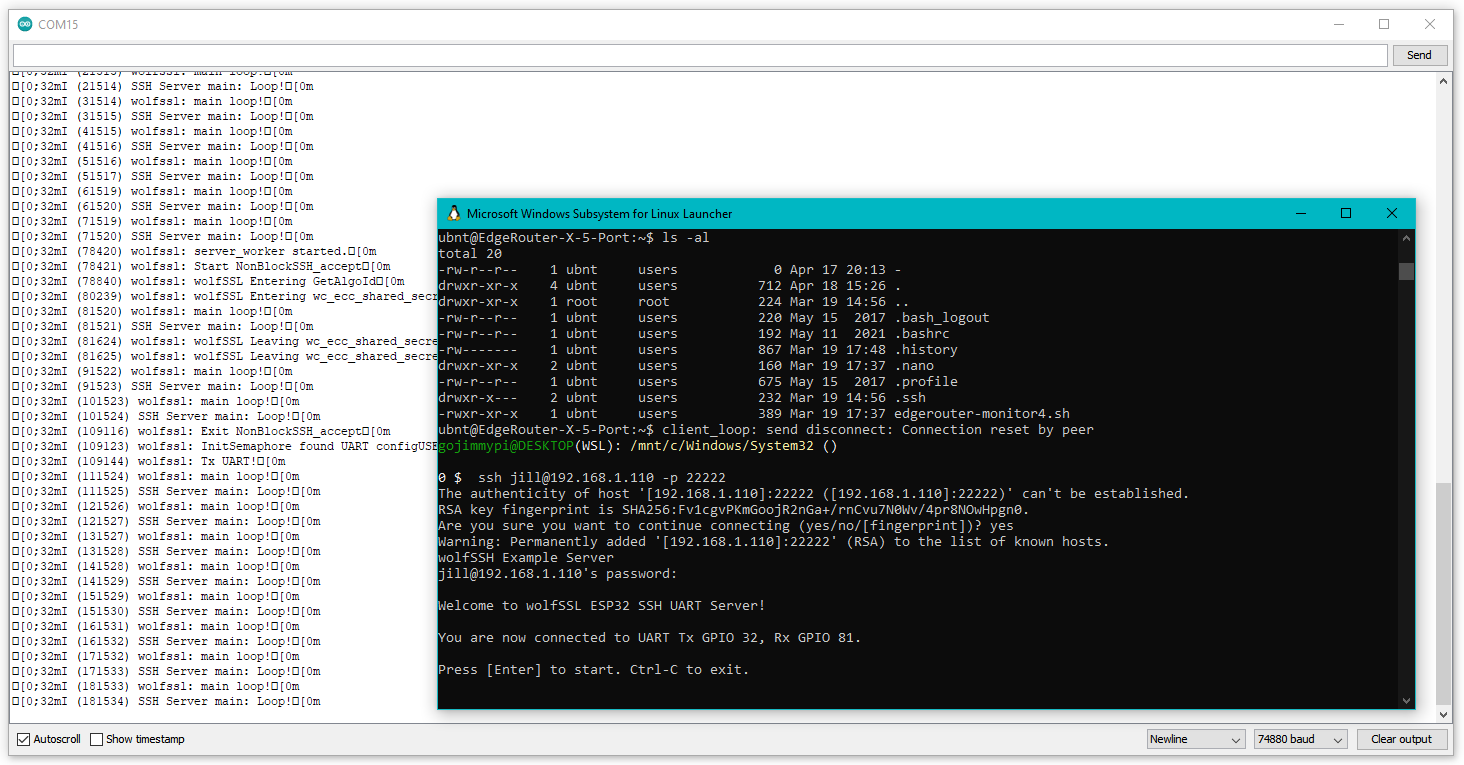 COM15
Send
[0;32mI (21513) wolfssl: main loop![0m
[0;32mI (21514) SSH Server main: Loop![0m
[0;32mI (31514) wolfssl: main loop![0m
[0;32mI (31515) SSH Server main: Loop![0m
[0;32mI (41515) wolfssl: main loop![0m
[0;32mI (41516) SSH Server main: Loop![0m
[0;32mI (51516) wolfssl: main loop![0m
[0;32mI (51517) SSH Server main: Loop![0m
[0;32mI (61519) wolfssl: main loop![0m
[0;32mI (61520) SSH Server main: Loop![0m
[0;32mI (71519) wolfssl: main loop![0m
[0;32mI (71520) SSH Server main: Loop![0m
[0;32mI (78420) wolfssl: server_worker started.[0m
[0;32mI (78421) wolfssl: Start NonBlockSSH_accept[0m
[0;32mI (78840) wolfssl: wolfSSL Entering GetAlgoId[0m
[0;32mI (80239) wolfssl: wolfSSL Entering wc_ecc_shared_secr
[0;32mI (81520) wolfssl: main loop![0m
[0;32mI (81521) SSH Server main: Loop![0m
[0;32mI (81624) wolfssl: wolfSSL Leaving wc_ecc_shared_secre
[0;32mI (81625) wolfssl: wolfSSL Leaving wc_ecc_shared_secre
[0;32mI (91522) wolfssl: main loop![0m
[0;32mI (91523) SSH Server main: Loop![0m
[0;32mI (101523) wolfssl: main loop![0m
[0;32mI (101524) SSH Server main: Loop![0m
[0;32mI (109116) wolfssl: Exit NonBlockSSH_accept[0m
[0;32mI (109123) wolfssl: InitSemaphore found UART configUSE
[0;32mI (109144) wolfssl: Tx UART![0m
[0;32mI (111524) wolfssl: main loop![0m
[0;32mI (111525) SSH Server main: Loop![0m
[0;32mI (121526) wolfssl: main loop![0m
[0;32mI (121527) SSH Server main: Loop![0m
[0;32mI (131527) wolfssl: main loop![0m
[0;32mI (131528) SSH Server main: Loop![0m
[0;32mI (141528) wolfssl: main loop![0m
[0;32mI (141529) SSH Server main: Loop![0m
[0;32mI (151529) wolfssl: main loop![0m
[0;32mI (151530) SSH Server main: Loop![0m
[0;32mI (161531) wolfssl: main loop![0m
[0;32mI (161532) SSH Server main: Loop![0m
[0;32mI (171532) wolfssl: main loop![0m
[0;32mI (171533) SSH Server main: Loop![0m
[0;32mI (181533) wolfssl: main loop![0m
[0;32mI (181534) SSH Server main: Loop![0m
Microsoft Windows Subsystem for Linux Launcher
ubnt@EdgeRouter-X-5-Port:~$ ls -al
total 20
-rw-r--r-- 1 ubnt users 0 Apr 17 20:13 -
drwxr-xr-x 4 ubnt users 712 Apr 18 15:26 .
drwxr-xr-x 1 root root 224 Mar 19 14:56 ..
-rw-r--r-- 1 ubnt users 220 May 15 2017 .bash_logout
-rw-r--r-- 1 ubnt users 192 May 11 2021 .bashrc
-rw------- 1 ubnt users 867 Mar 19 17:48 .history
drwxr-xr-x 2 ubnt users 160 Mar 19 17:37 .nano
-rw-r--r-- 1 ubnt users 675 May 15 2017 .profile
drwxr-x--- 2 ubnt users 232 Mar 19 14:56 .ssh
-rwxr-xr-x 1 ubnt users 389 Mar 19 17:37 edgerouter-monitor4.sh
ubnt@EdgeRouter-X-5-Port:~$ client_loop: send disconnect: Connection reset by peer
gojimmypi@DESKTOP(WSL): /mnt/c/Windows/System32 ()
0 $ ssh jill@192.168.1.110 -p 22222
The authenticity of host '[192.168.1.110]:22222 ([192.168.1.110]:22222)' can't be established.
RSA key fingerprint is SHA256:Fv1cgvPKmGoojR2nGa+/rnCvu7N0Wv/4pr8NOwHpgn0.
Are you sure you want to continue connecting (yes/no/[fingerprint])? yes
Warning: Permanently added '[192.168.1.110]:22222' (RSA) to the list of known hosts.
wolfSSH Example Server
jill@192.168.1.110's password:
Welcome to wolfSSL ESP32 SSH UART Server!
You are now connected to UART Tx GPIO 32, Rx GPIO 81.
Press [Enter] to start. Ctrl-C to exit.
Autoscroll
Show timestamp
Newline
74880 baud
Clear output